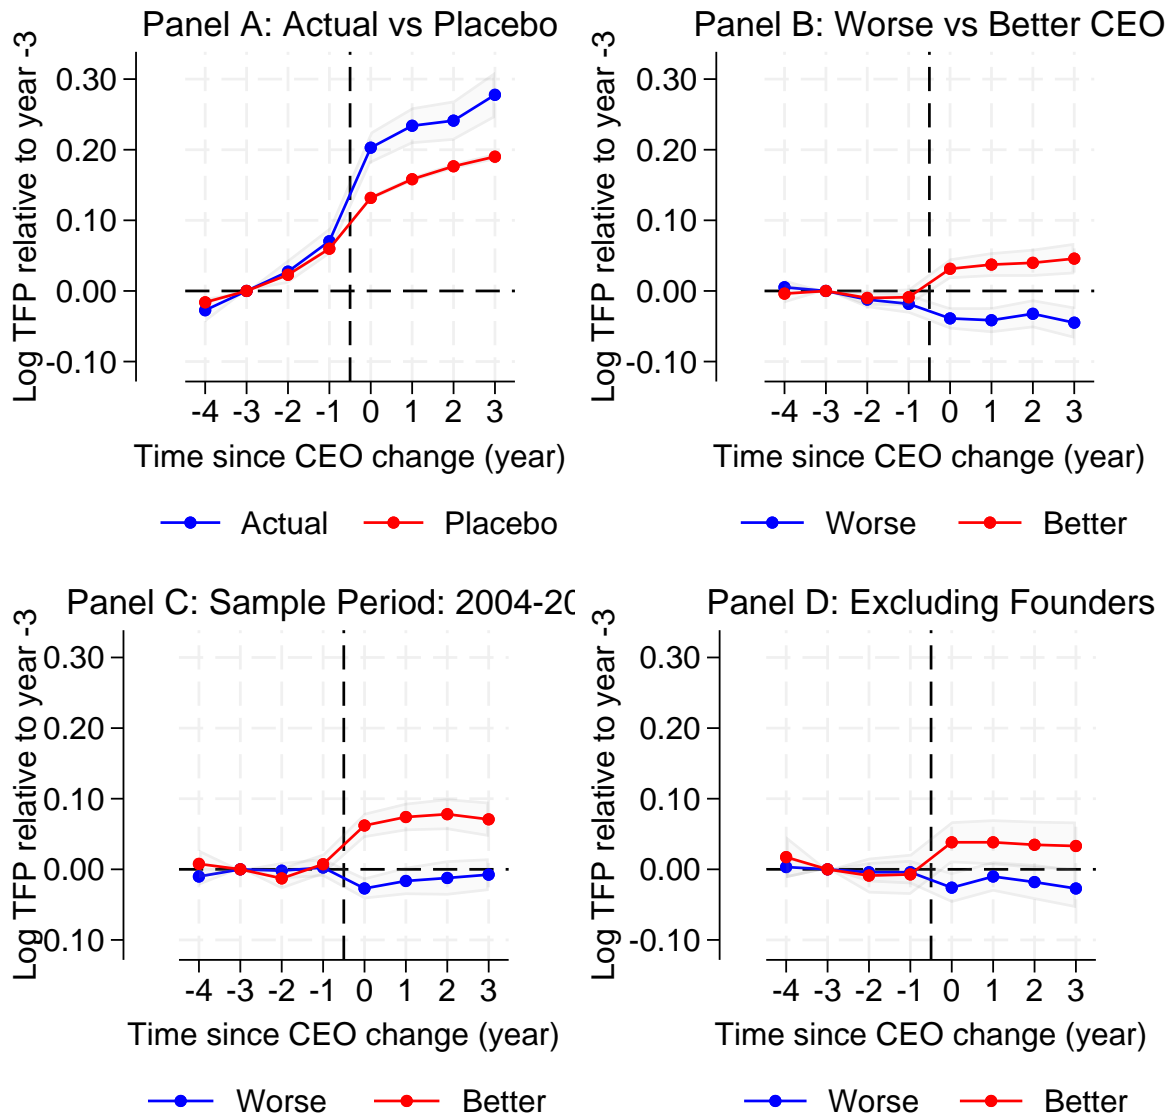 Panel A: Actual vs Placebo
Log TFP relative to year -3
0.30
0.20
0.10
0.00
-0.10
-4 -3 -2 -1 0 1 2 3
Time since CEO change (year)
Actual Placebo
Panel B: Worse vs Better CEO
Log TFP relative to year -3
0.30
0.20
0.10
0.00
-0.10
-4 -3 -2 -1 0 1 2 3
Time since CEO change (year)
Worse Better
Panel C: Sample Period: 2004-20
Log TFP relative to year -3
0.30
0.20
0.10
0.00
-0.10
-4 -3 -2 -1 0 1 2 3
Time since CEO change (year)
Worse Better
Panel D: Excluding Founders
Log TFP relative to year -3
0.30
0.20
0.10
0.00
-0.10
-4 -3 -2 -1 0 1 2 3
Time since CEO change (year)
Worse Better